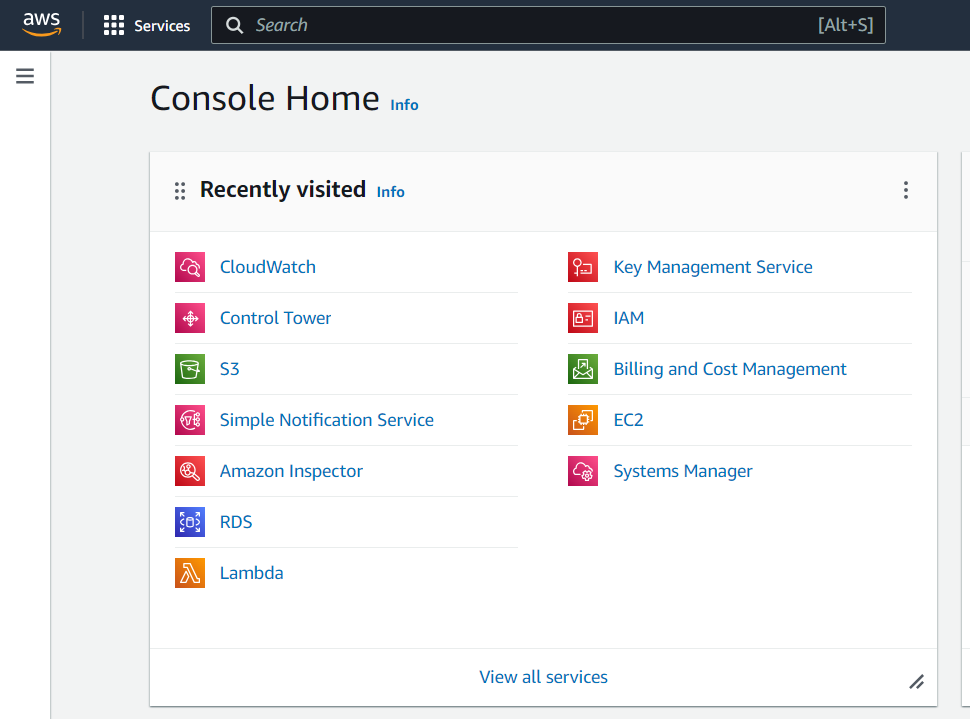 aws
Services
Search
[Alt+S]
Console Home Info
Recently visited Info
CloudWatch
Control Tower
S3
Simple Notification Service
Amazon Inspector
RDS
Lambda
Key Management Service
IAM
Billing and Cost Management
EC2
Systems Manager
View all services